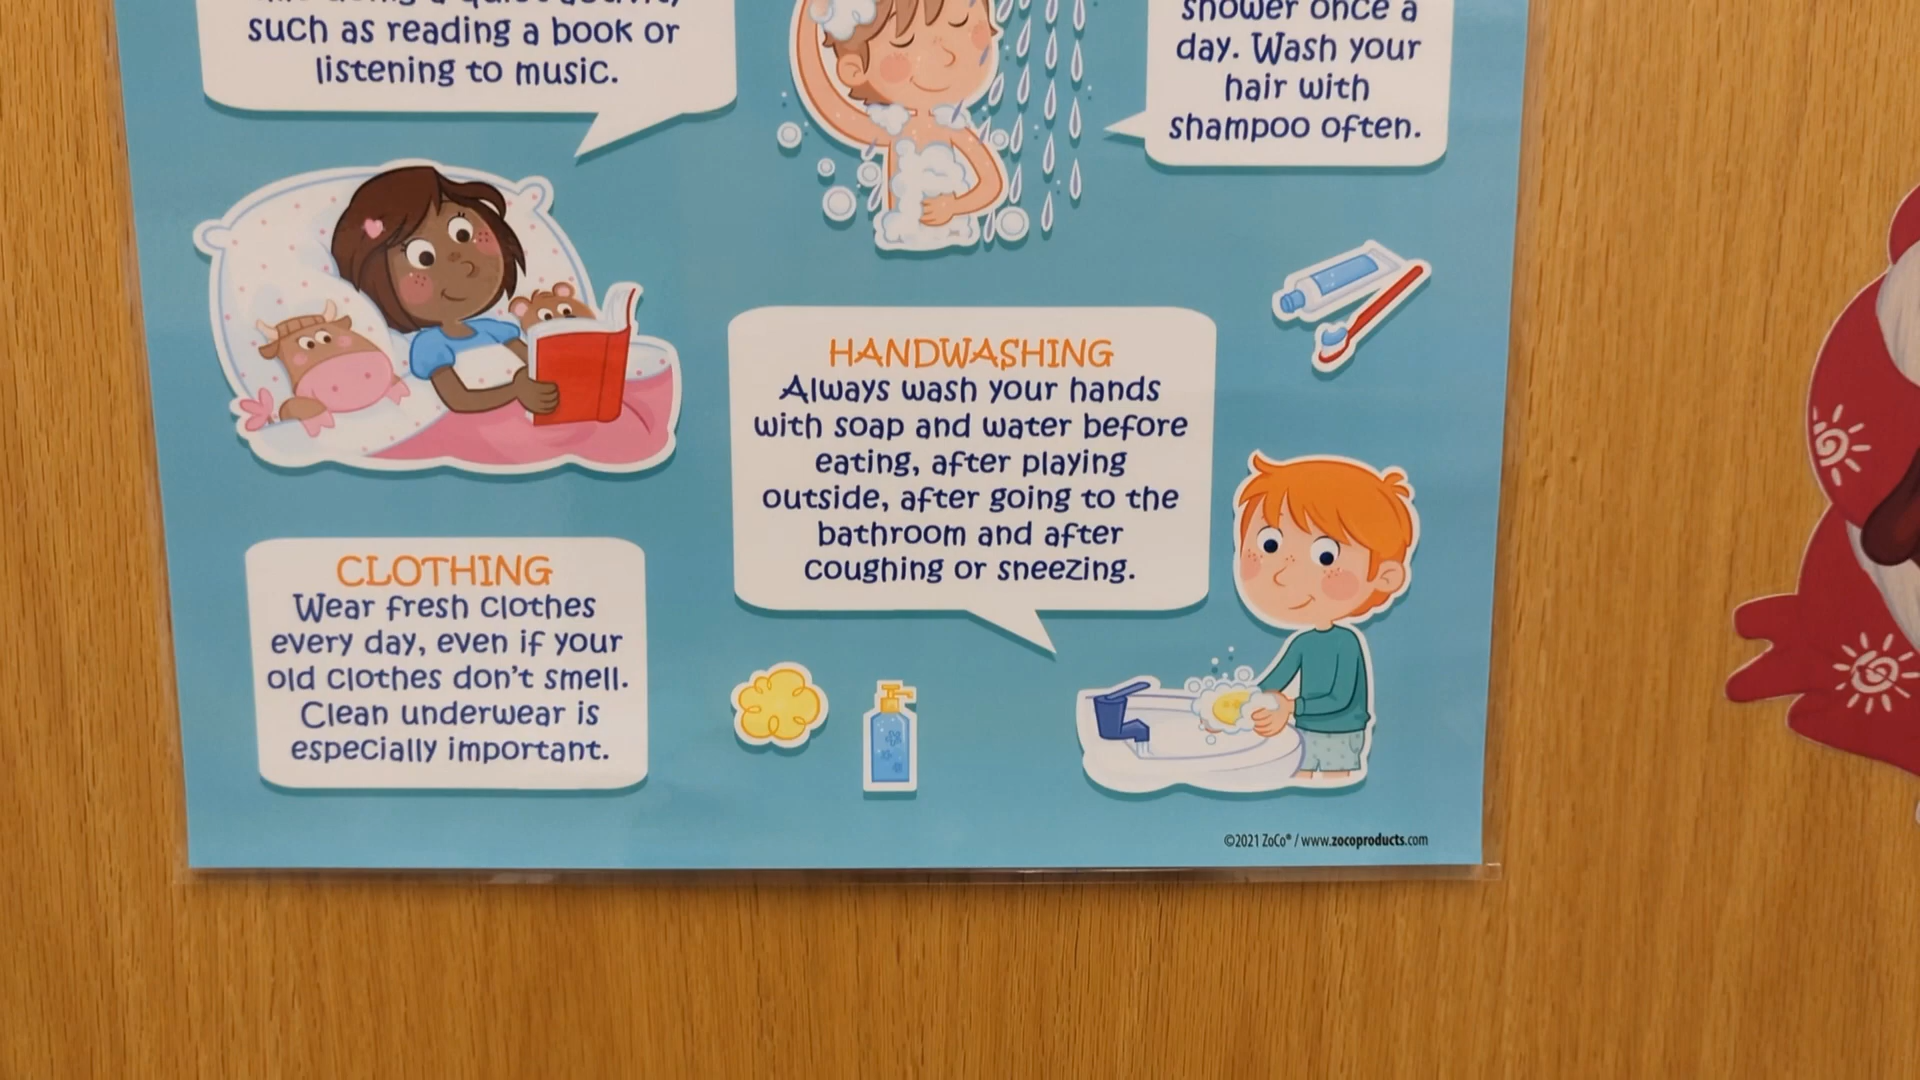 such as reading a book or
listening to music.
shower once a
day. Wash your
hair with
shampoo often.
HANDWASHING
Always wash your hands
with soap and water before
eating, after playing
outside, after going to the
bathroom and after
coughing or sneezing.
CLOTHING
Wear fresh clothes
every day, even if your
old clothes don't smell.
Clean underwear is
especially important.
©2021 ZoCo® / www.zocoproducts.com